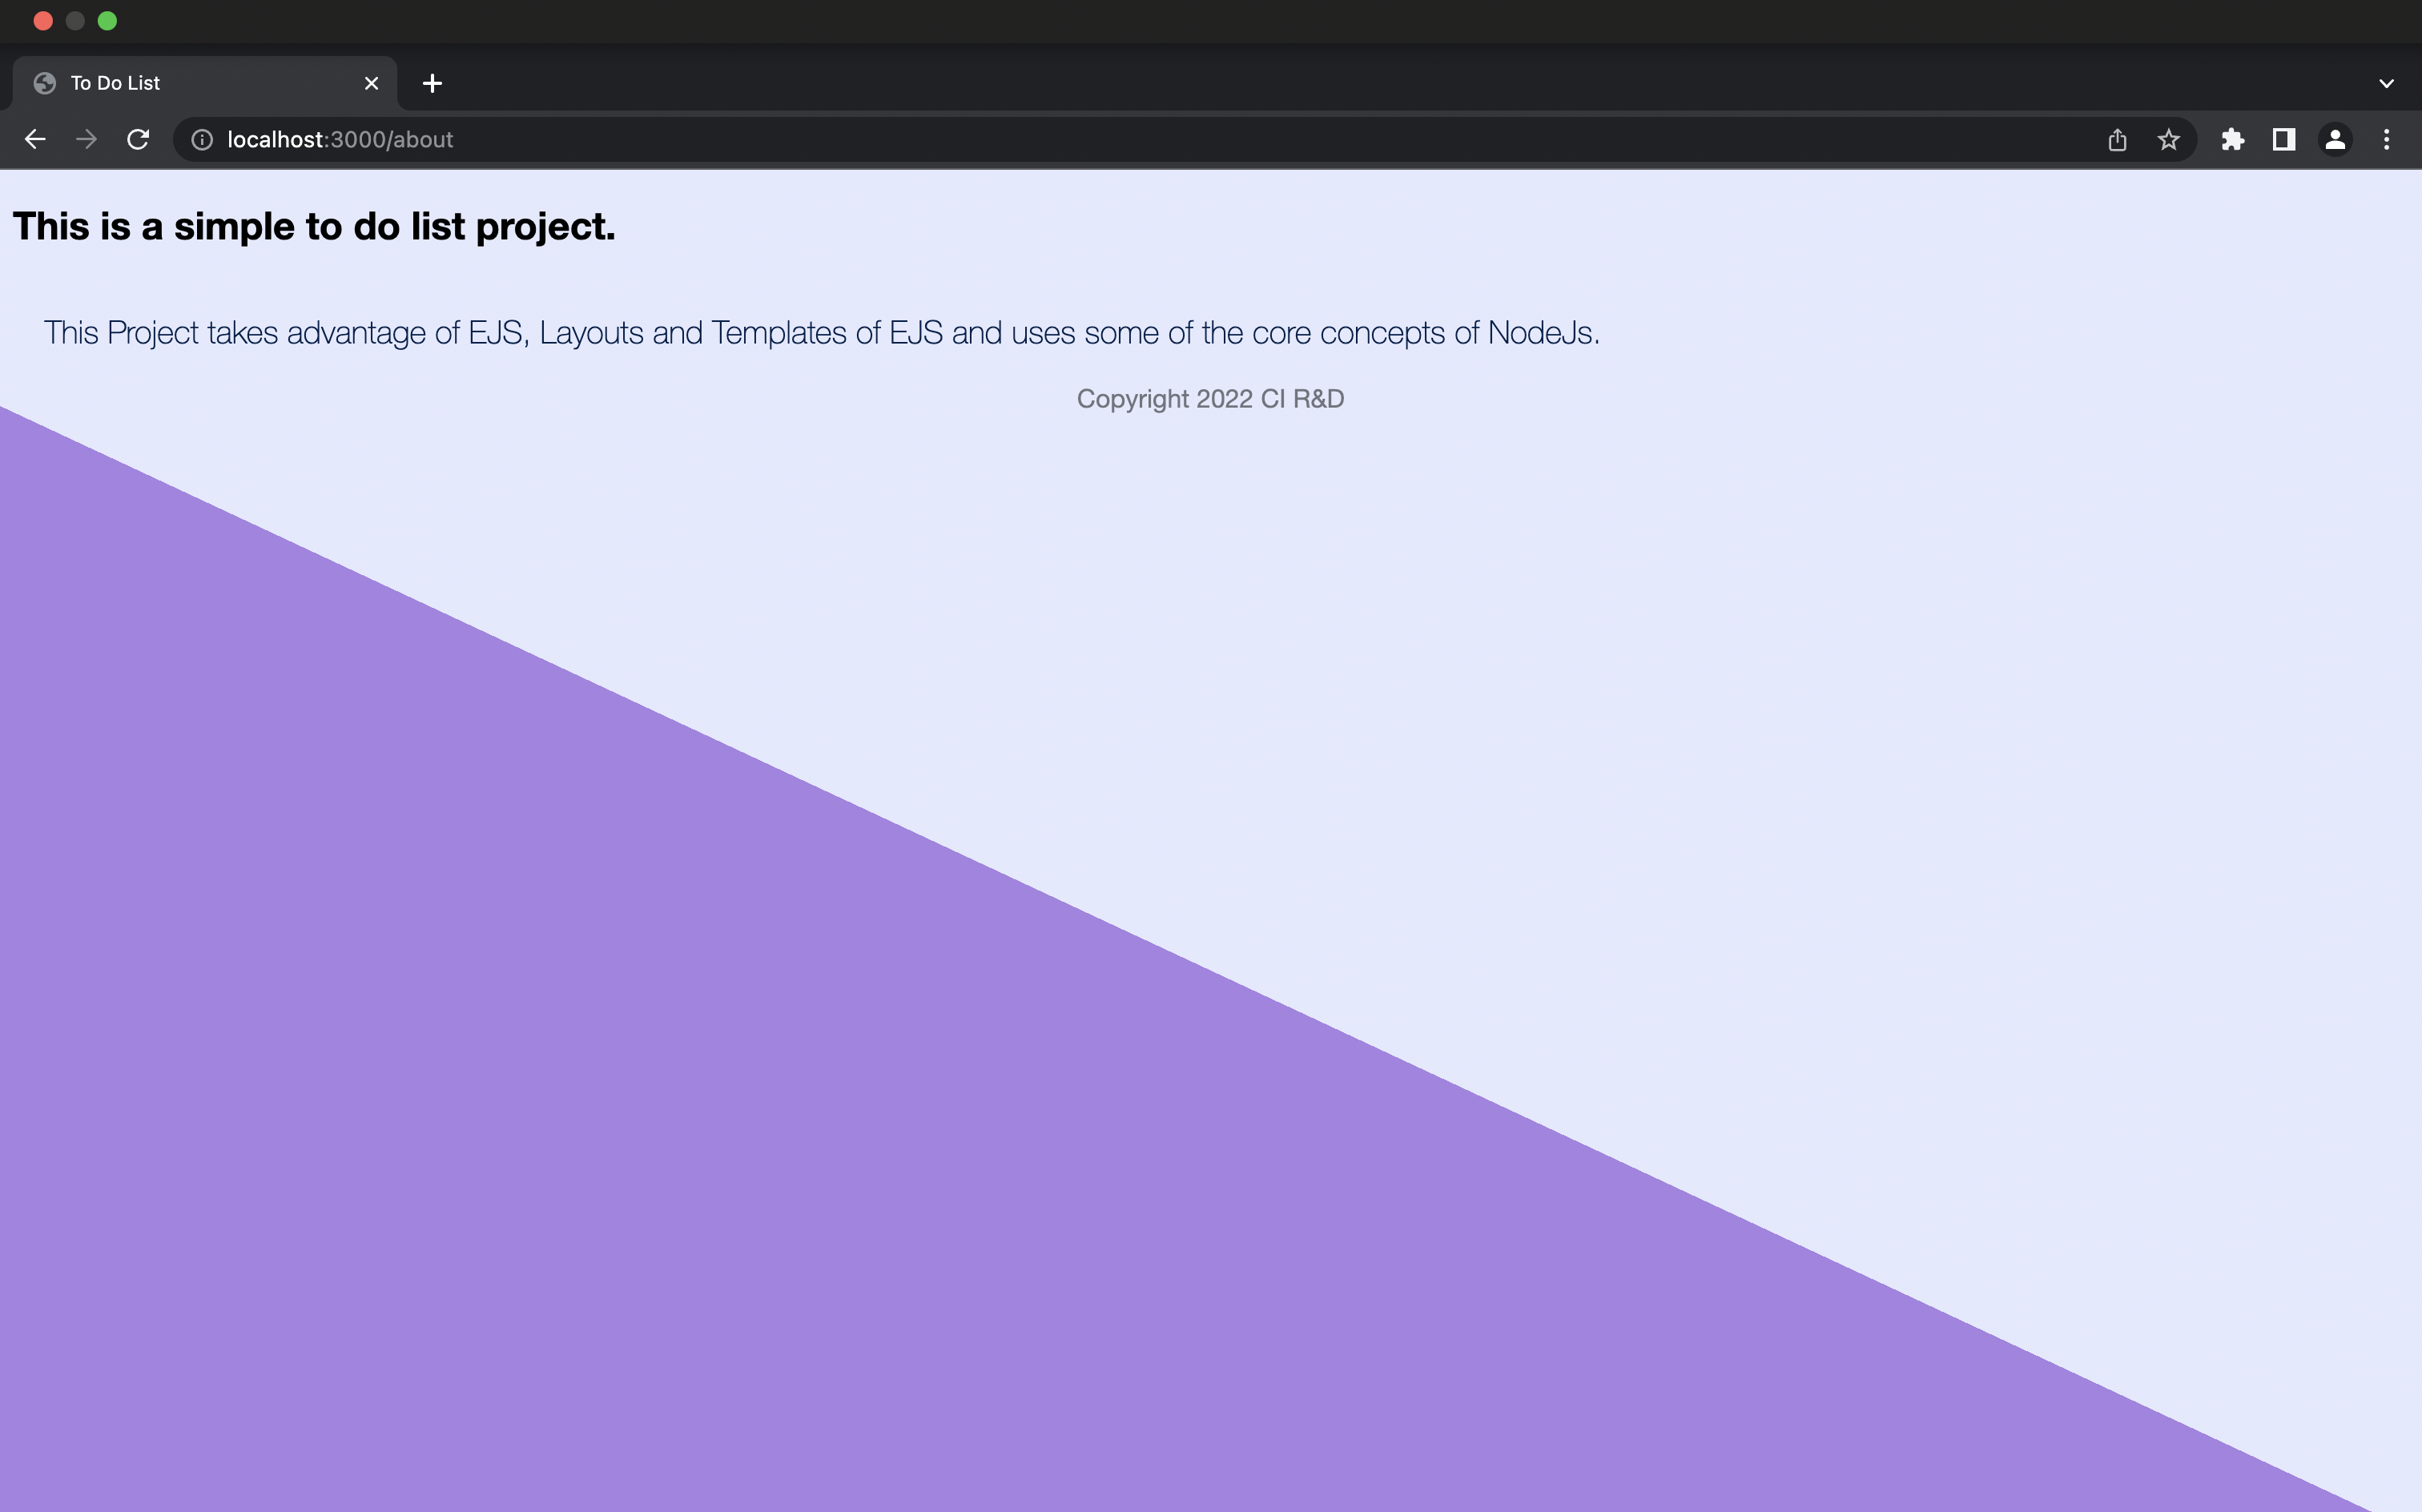 To Do List
localhost:3000/about
This is a simple to do list project.
This Project takes advantage of EJS, Layouts and Templates of EJS and uses some of the core concepts of NodeJs.
Copyright 2022 CI R&D